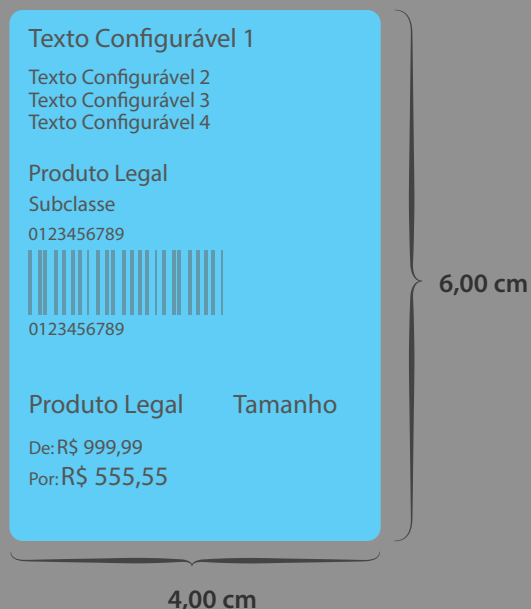 Texto Configurável 1
Texto Configurável 2
Texto Configurável 3
Texto Configurável 4
Produto Legal
Subclasse
0123456789
0123456789
6,00 cm
Produto Legal Tamanho
De: R$ 999,99
Por: R$ 555,55
4,00 cm